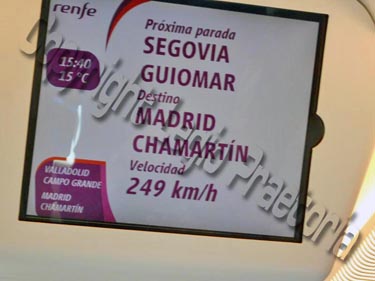 renfe
15:40
15 °C
Próxima parada
SEGOVIA
GUIOMAR
Destino
MADRID
CHAMARTÍN
Velocidad
249 km/h
VALLADOLID
CAMPO GRANDE
MADRID
CHAMARTÍN
Copyright Legio Praetoria